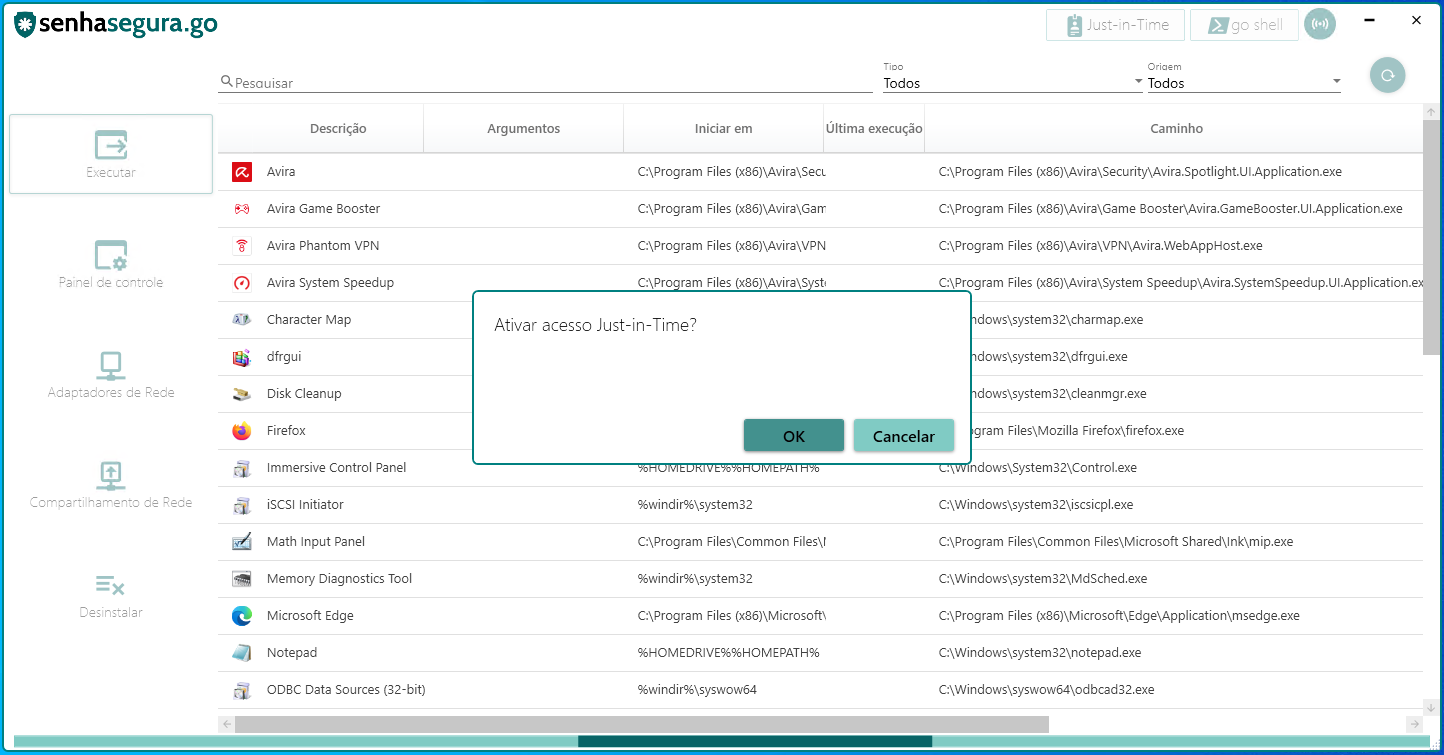 senhasegura.go
Just-in-Time
go shell
Pesquisar
Tipo
Todos
Origem
Todos
Executar
Painel de controle
Adaptadores de Rede
Compartilhamento de Rede
Desinstalar
Descrição Argumentos Iniciar em Última execução Caminho
Avira C:\Program Files (x86)\Avira\Secu C:\Program Files (x86)\Avira\Security\Avira.Spotlight.UI.Application.exe
Avira Game Booster C:\Program Files (x86)\Avira\Gam C:\Program Files (x86)\Avira\Game Booster\Avira.GameBooster.UI.Application.exe
Avira Phantom VPN C:\Program Files (x86)\Avira\VPN C:\Program Files (x86)\Avira\VPN\Avira.WebAppHost.exe
Avira System Speedup C:\Program Files (x86)\Avira\Syst C:\Program Files (x86)\Avira\System Speedup\Avira.SystemSpeedup.UI.Application.ex
Character Map ndows\system32\charmap.exe
dfrgui ndows\system32\dfrgui.exe
Disk Cleanup ndows\system32\cleanmgr.exe
Firefox ogram Files\Mozilla Firefox\firefox.exe
Ativar acesso Just-in-Time?
OK Cancelar
Immersive Control Panel %HOMEDRIVE%%HOMEPATH% C:\Windows\System32\Control.exe
iSCSI Initiator %windir%\system32 C:\Windows\system32\iscsicpl.exe
Math Input Panel C:\Program Files\Common Files\M C:\Program Files\Common Files\Microsoft Shared\Ink\mip.exe
Memory Diagnostics Tool %windir%\system32 C:\Windows\system32\MdSched.exe
Microsoft Edge C:\Program Files (x86)\Microsoft\ C:\Program Files (x86)\Microsoft\Edge\Application\msedge.exe
Notepad %HOMEDRIVE%%HOMEPATH% C:\Windows\system32\notepad.exe
ODBC Data Sources (32-bit) %windir%\syswow64 C:\Windows\syswow64\odbcad32.exe